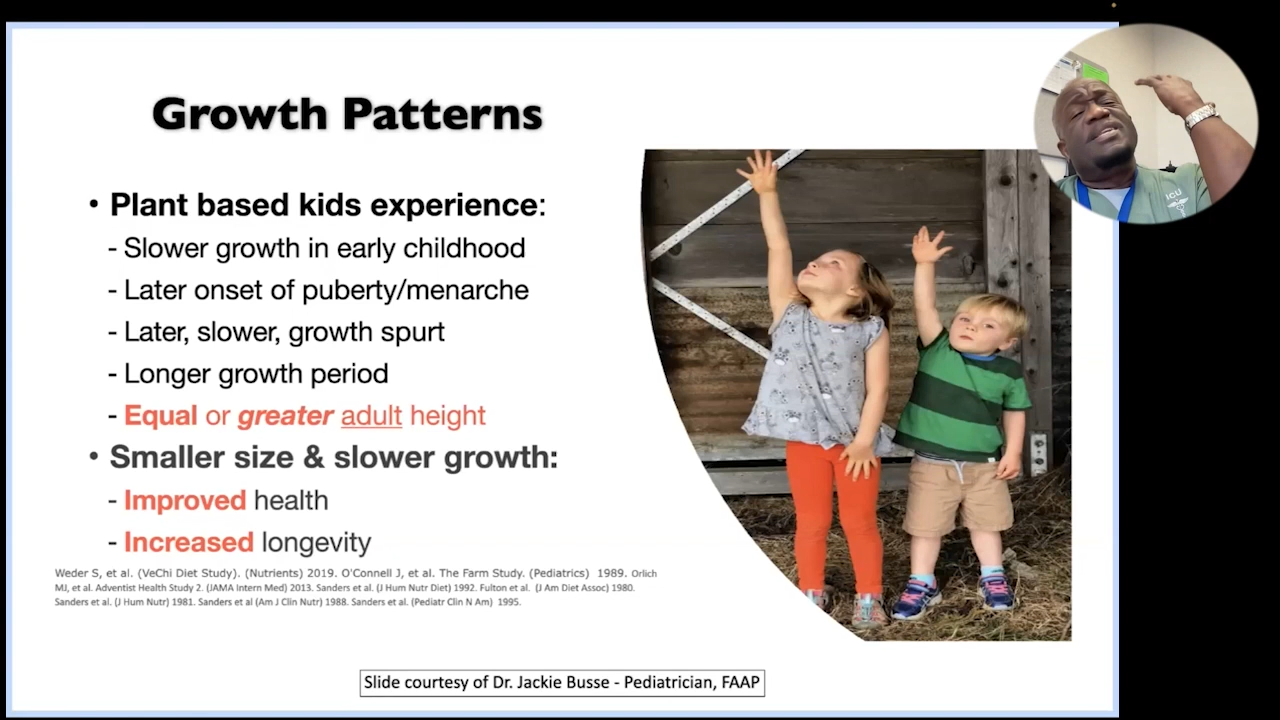 Growth Patterns
• Plant based kids experience:
- Slower growth in early childhood
- Later onset of puberty/menarche
- Later, slower, growth spurt
- Longer growth period
- Equal or greater adult height
• Smaller size & slower growth:
- Improved health
- Increased longevity
Weder S, et al. (VeChi Diet Study). (Nutrients) 2019. O'Connell J, et al. The Farm Study. (Pediatrics) 1989. Orlich
MJ, et al. Adventist Health Study 2. (JAMA Intern Med) 2013. Sanders et al. (J Hum Nutr Diet) 1992. Fulton et al. (J Am Diet Assoc) 1980.
Sanders et al. (J Hum Nutr) 1981. Sanders et al (Am J Clin Nutr) 1988. Sanders et al. (Pediatr Clin N Am) 1995.
Slide courtesy of Dr. Jackie Busse - Pediatrician, FAAP